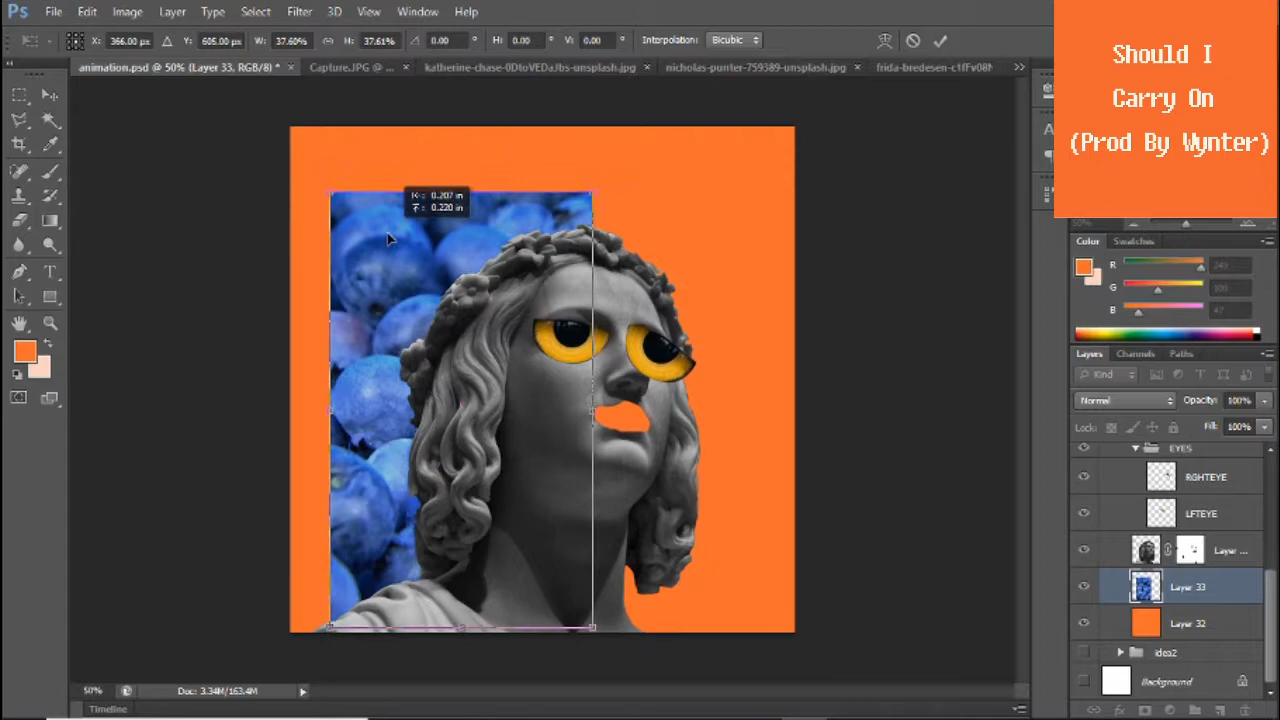 Ps File Edit Image Layer Type Select Filter 3D View Window Help
X: 366.00 px Y: 605.00 px W: 37.60% H: 37.61% 0.00 ° H: 0.00 ° V: 0.00 ° Interpolation: Bicubic
animation.psd @ 50% (Layer 33, RGB/8) * × Capture.JPG @ ... × katherine-chase-0DtoVEDaJbs-unsplash.jpg × nicholas-punter-759389-unsplash.jpg ×
Should I
Carry On
(Prod By Wynter)
0.207 in
0.220 in
50%
Color Swatches
R 249
G
B 47
Layers Channels Paths
Kind
Normal Opacity: 100%
Lock: Fill: 100%
EYES
RGHTEYE
LFTEYE
Layer ...
Layer 33
Layer 32
idea2
Background
50% Doc: 3.34M/163.4M
Timeline